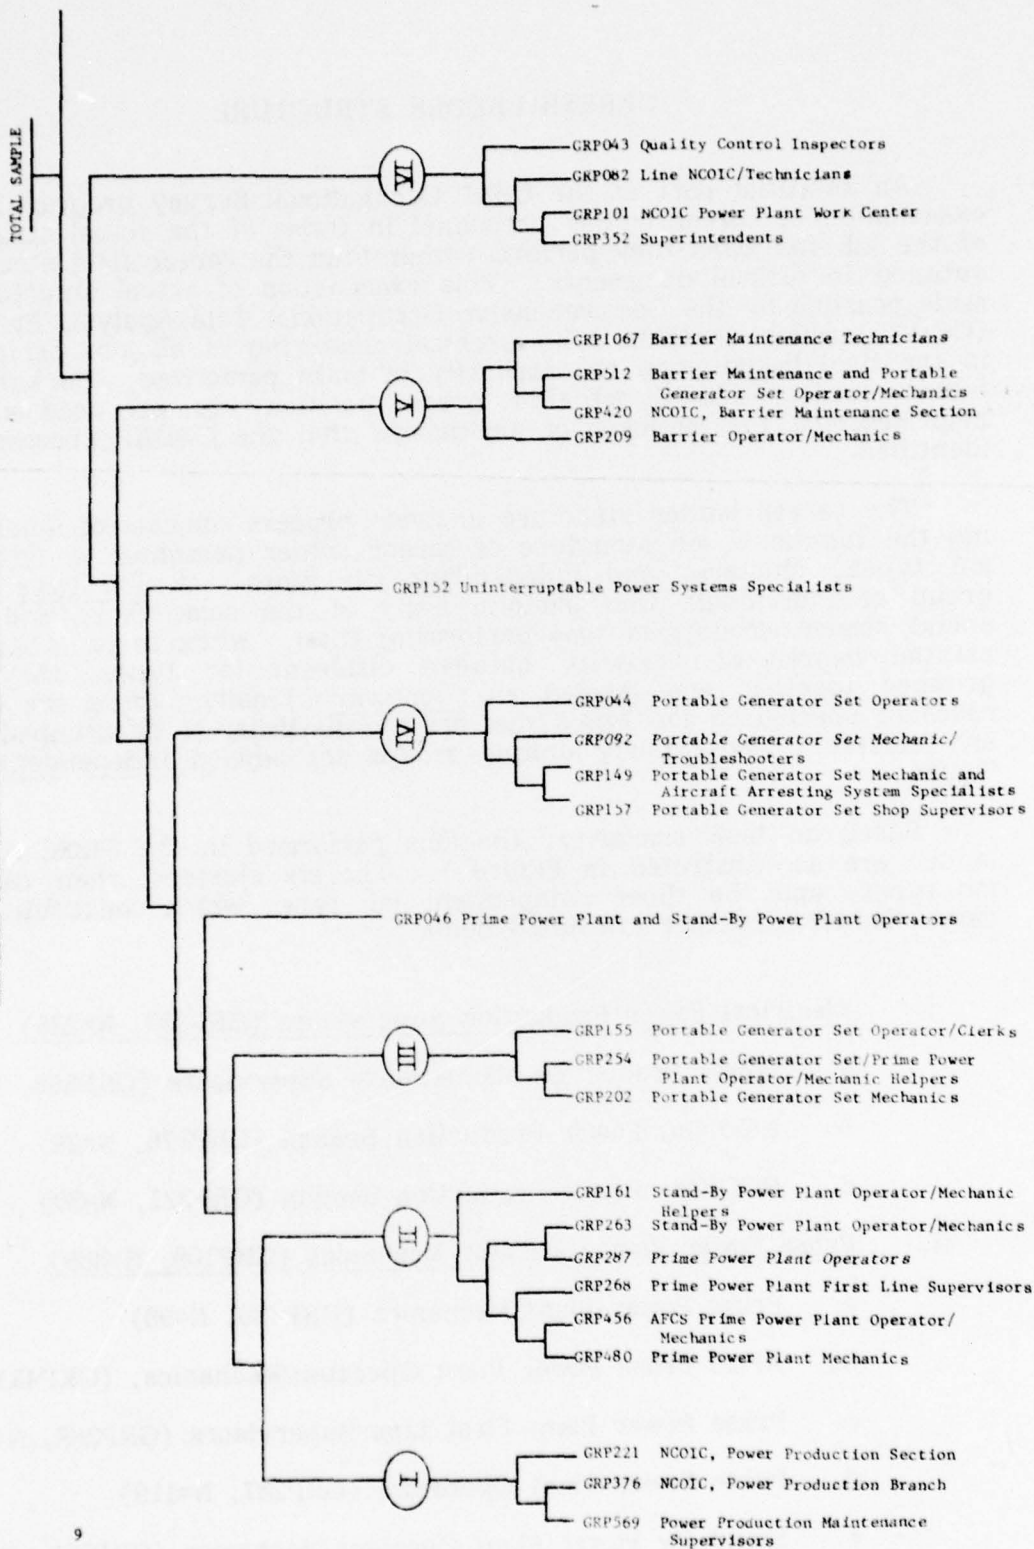 TOTAL SAMPLE
VI
GRP043 Quality Control Inspectors
GRP082 Line NCOIC/Technicians
GRP101 NCOIC Power Plant Work Center
GRP352 Superintendents
V
GRP1067 Barrier Maintenance Technicians
GRP512 Barrier Maintenance and Portable
Generator Set Operator/Mechanics
GRP420 NCOIC, Barrier Maintenance Section
GRP209 Barrier Operator/Mechanics
GRP152 Uninterruptable Power Systems Specialists
IV
GRP044 Portable Generator Set Operators
GRP092 Portable Generator Set Mechanic/
Troubleshooters
GRP149 Portable Generator Set Mechanic and
Aircraft Arresting System Specialists
GRP157 Portable Generator Set Shop Supervisors
GRP046 Prime Power Plant and Stand-By Power Plant Operators
III
GRP155 Portable Generator Set Operator/Clerks
GRP254 Portable Generator Set/Prime Power
Plant Operator/Mechanic Helpers
GRP202 Portable Generator Set Mechanics
II
GRP161 Stand-By Power Plant Operator/Mechanic
Helpers
GRP263 Stand-By Power Plant Operator/Mechanics
GRP287 Prime Power Plant Operators
GRP268 Prime Power Plant First Line Supervisors
GRP456 AFCS Prime Power Plant Operator/
Mechanics
GRP480 Prime Power Plant Mechanics
I
GRP221 NCOIC, Power Production Section
GRP376 NCOIC, Power Production Branch
GRP569 Power Production Maintenance
Supervisors
9